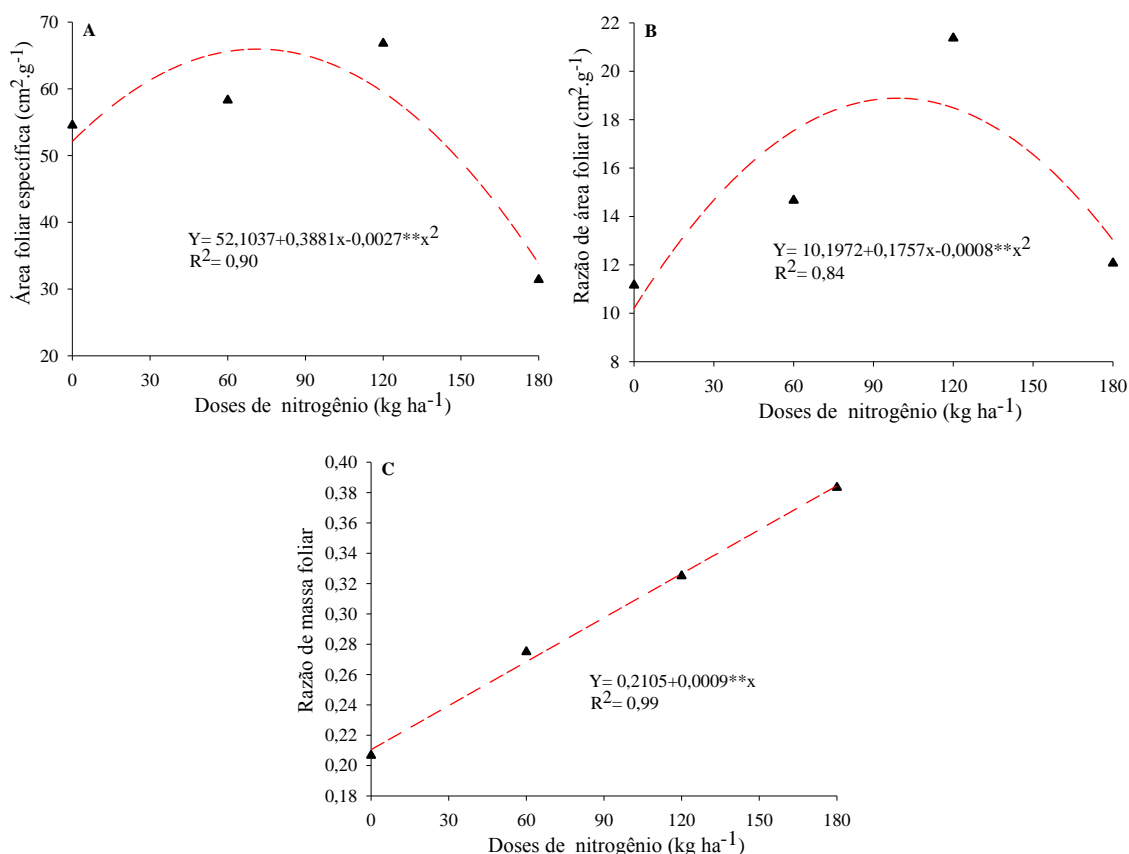 A
Área foliar específica (cm2.g-1)
70
60
50
40
30
20
Y= 52,1037+0,3881x-0,0027**x2
R2= 0,90
0 30 60 90 120 150 180
Doses de nitrogênio (kg ha-1)
B
Razão de área foliar (cm2.g-1)
22
20
18
16
14
12
10
8
Y= 10,1972+0,1757x-0,0008**x2
R2= 0,84
0 30 60 90 120 150 180
Doses de nitrogênio (kg ha-1)
C
Razão de massa foliar
0,40
0,38
0,36
0,34
0,32
0,30
0,28
0,26
0,24
0,22
0,20
0,18
Y= 0,2105+0,0009**x
R2= 0,99
0 30 60 90 120 150 180
Doses de nitrogênio (kg ha-1)